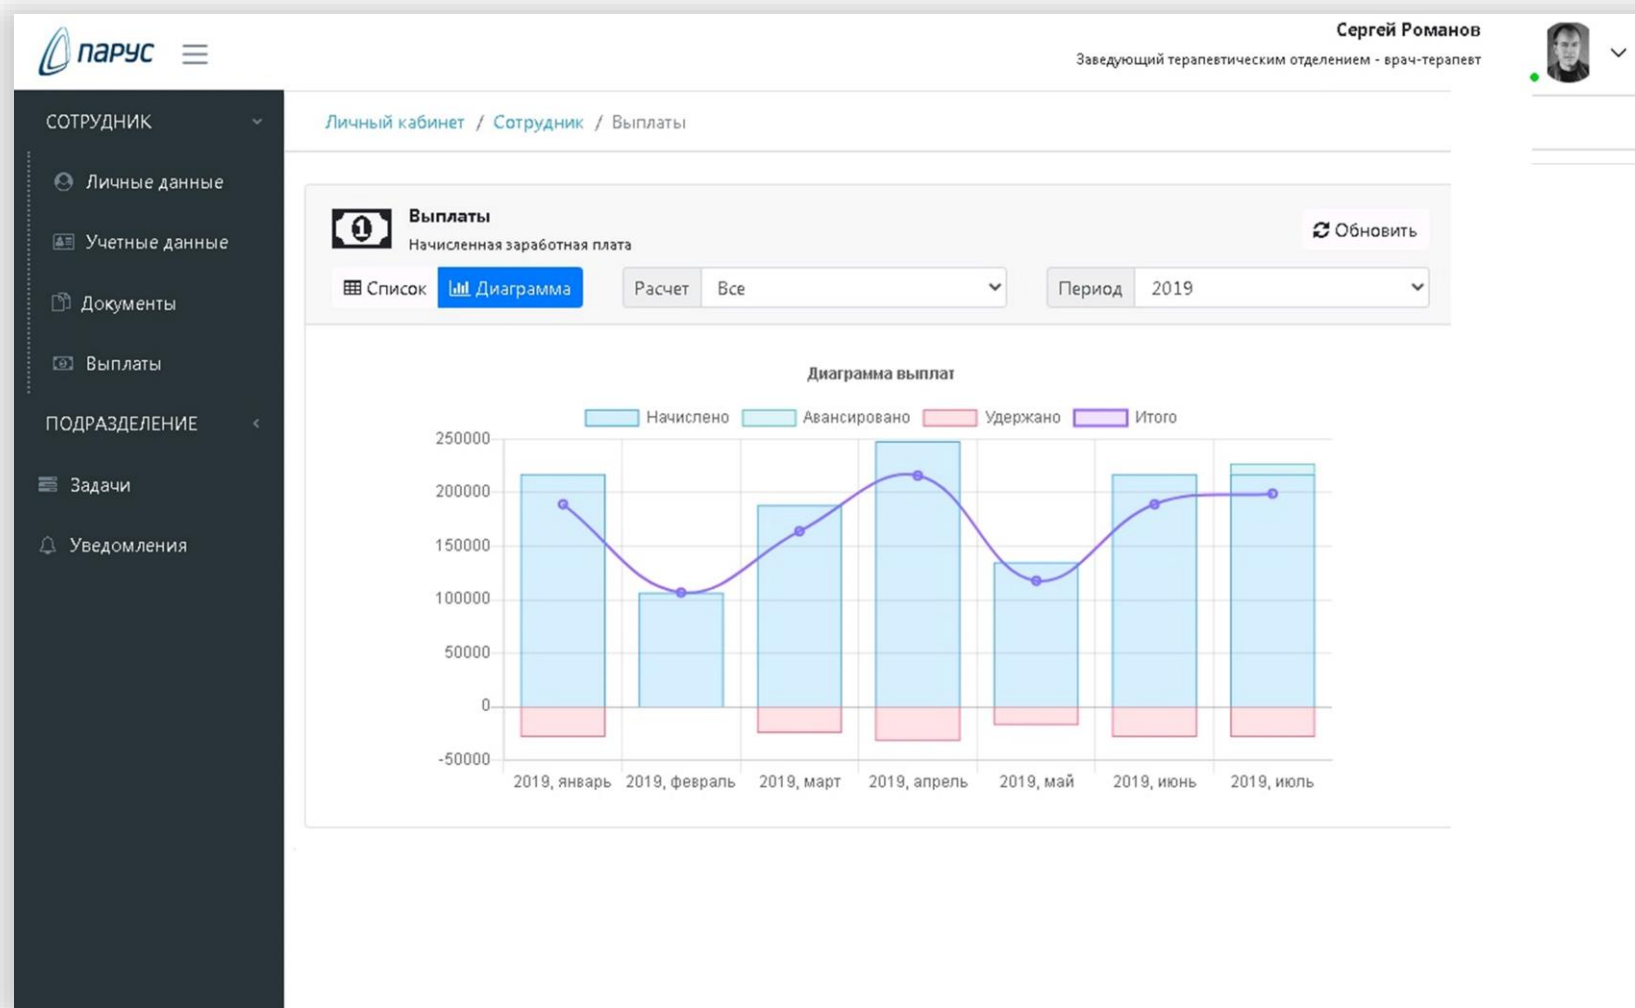 Сергей Романов
парус
Заведующий терапевтическим отделением - врач-терапевт
СОТРУДНИК
Личный кабинет / Сотрудник / Выплаты
Личные данные
Учетные данные
Документы
Выплаты
ПОДРАЗДЕЛЕНИЕ
Задачи
Уведомления
Выплаты
Начисленная заработная плата
Обновить
Список Диаграмма Расчет Все Период 2019
Диаграмма выплат
Начислено Авансировано Удержано Итого
250000
200000
150000
100000
50000
0
-50000
2019, январь 2019, февраль 2019, март 2019, апрель 2019, май 2019, июнь 2019, июль